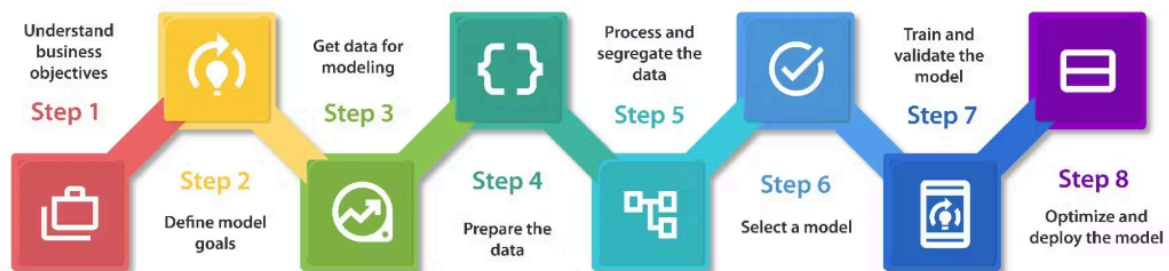 Understand
business
objectives
Step 1
Step 2
Define model
goals
Get data for
modeling
Step 3
Step 4
Prepare the
data
Process and
segregate the
data
Step 5
Step 6
Select a model
Train and
validate the
model
Step 7
Step 8
Optimize and
deploy the model